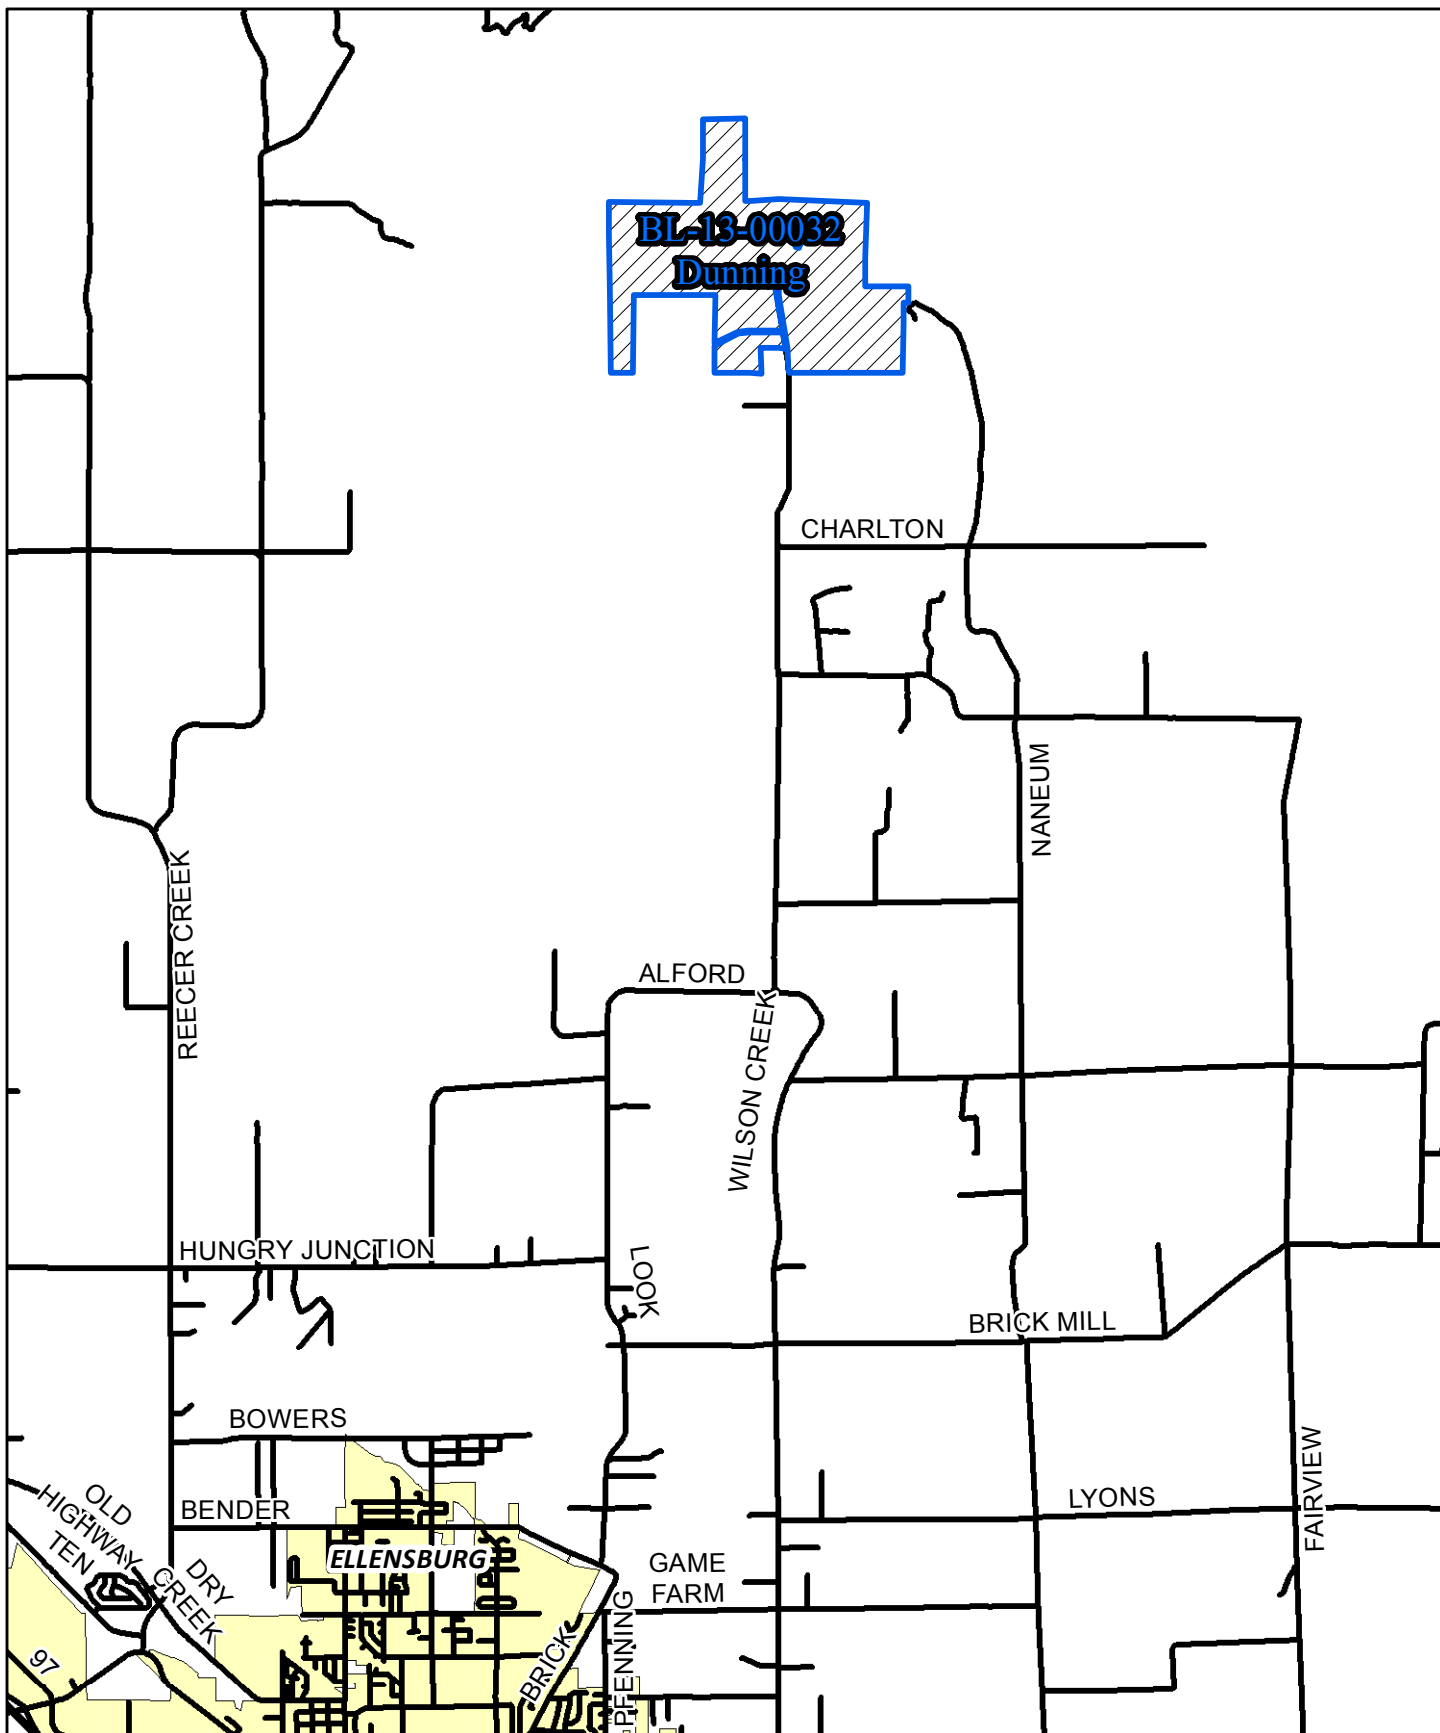 BL-13-00032
Dunning
CHARLTON
NANEUM
REECER CREEK
ALFORD
WILSON CREEK
HUNGRY JUNCTION
LOOK
BRICK MILL
BOWERS
FAIRVIEW
OLD
HIGHWAY
TEN
BENDER
LYONS
ELLENSBURG
GAME
FARM
DRY
CREEK
PFENNING
BRICK
97